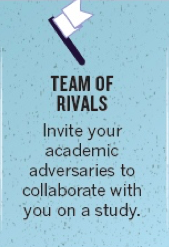 TEAM OF
RIVALS
Invite your
academic
adversaries to
collaborate with
you on a study.